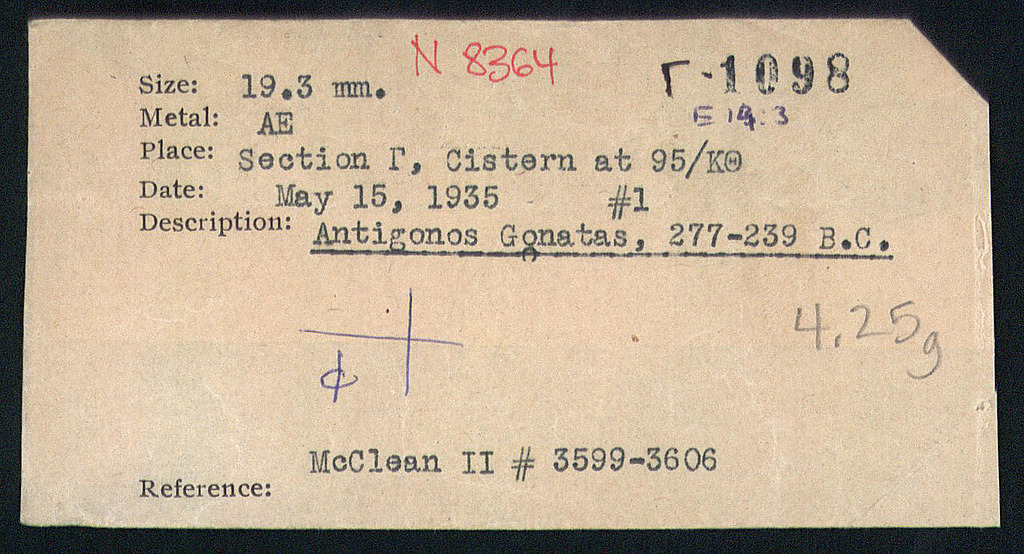 N 8364
Γ-1098
Size: 19.3 mm.
E 14:3
Metal: AE
Place: Section Γ, Cistern at 95/ΚΘ
Date: May 15, 1935 #1
Description: Antigonos Gonatas, 277-239 B.C.
4.25g
McClean II # 3599-3606
Reference: